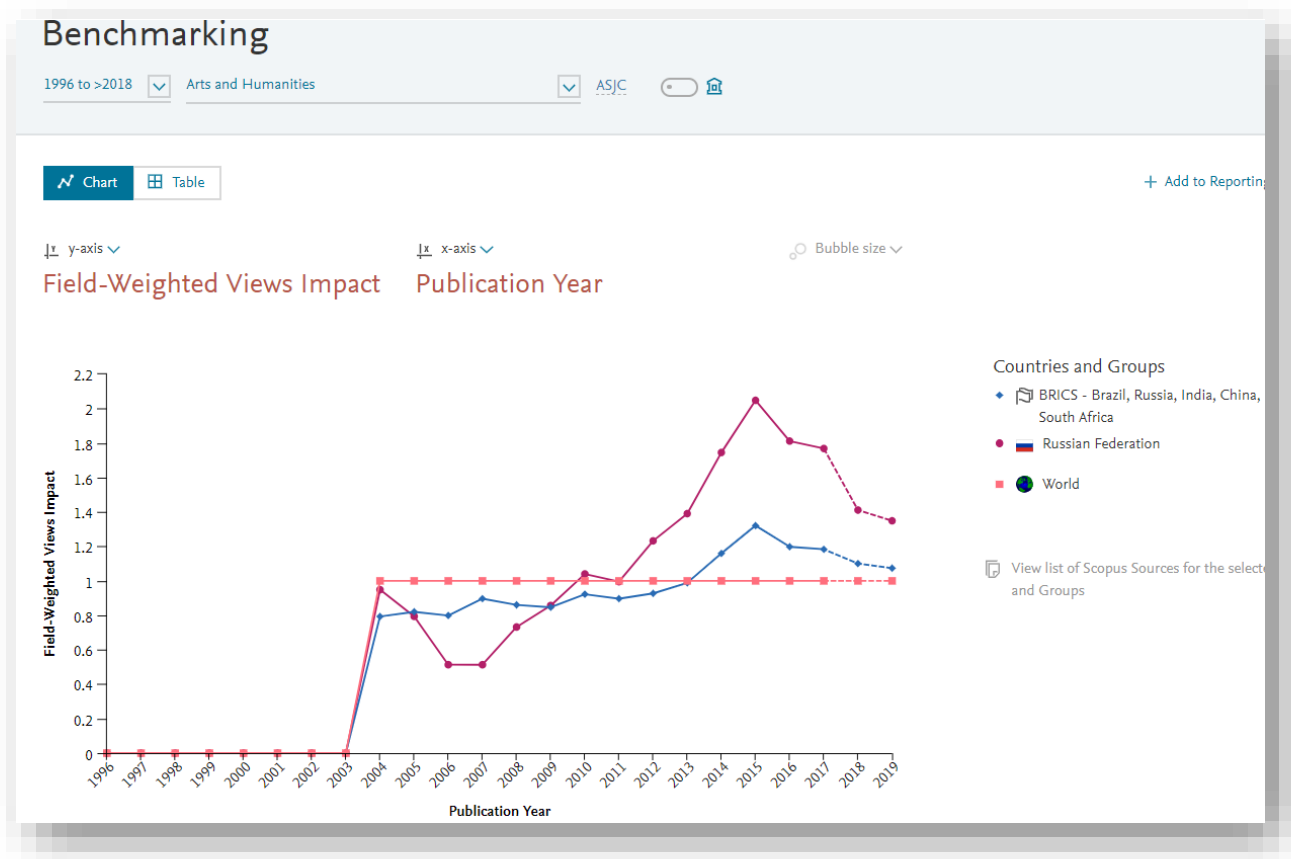 Benchmarking
1996 to >2018 Arts and Humanities ASJC
Chart Table
+ Add to Reporting
y-axis x-axis Bubble size
Field-Weighted Views Impact Publication Year
Countries and Groups
BRICS - Brazil, Russia, India, China,
South Africa
Russian Federation
World
View list of Scopus Sources for the selecte
and Groups
Field-Weighted Views Impact
2.2
2
1.8
1.6
1.4
1.2
1
0.8
0.6
0.4
0.2
0
1996 1997 1998 1999 2000 2001 2002 2003 2004 2005 2006 2007 2008 2009 2010 2011 2012 2013 2014 2015 2016 2017 2018 2019
Publication Year